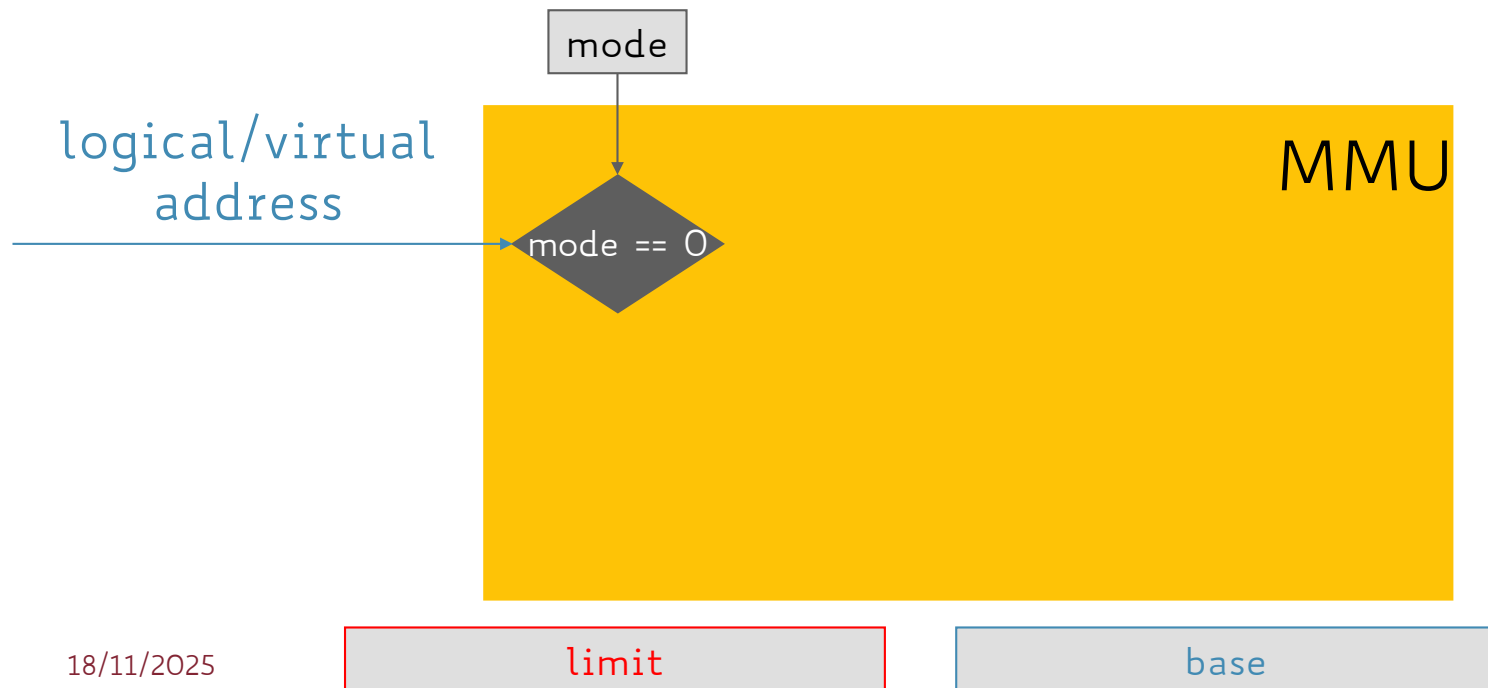 mode
logical/virtual
address
MMU
mode == 0
18/11/2025
limit
base